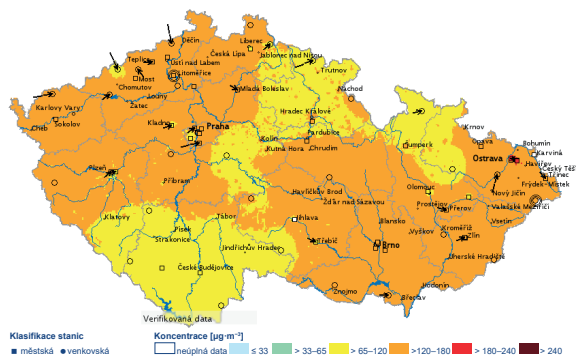 Děčín
Liberec
Ústí nad Labem
Česká Lípa
Jablonec nad Nisou
Teplice
Most
Litoměřice
Trutnov
Chomutov
Louny
Mladá Boleslav
Náchod
Karlovy Vary
Žatec
Sokolov
Cheb
Kladno
Praha
Hradec Králové
Pardubice
Kolín
Kutná Hora
Chrudim
Šumperk
Krnov
Opava
Bohumín
Karviná
Ostrava
Havířov
Český Těš
Třinec
Frýdek-Místek
Plzeň
Příbram
Olomouc
Nový Jičín
Havlíčkův Brod
Žďár nad Sázavou
Prostějov
Přerov
Valašské Meziříčí
Klatovy
Tábor
Jihlava
Blansko
Vsetín
Písek
Strakonice
Vyškov
Kroměříž
Zlín
Jindřichův Hradec
Třebíč
Brno
Uherské Hradiště
České Budějovice
Hodonín
Znojmo
Břeclav
Verifikovaná data
Klasifikace stanic
Koncentrace [µg·m⁻³]
městská
venkovská
neúplná data
≤ 33
> 33–65
> 65–120
>120–180
> 180–240
> 240